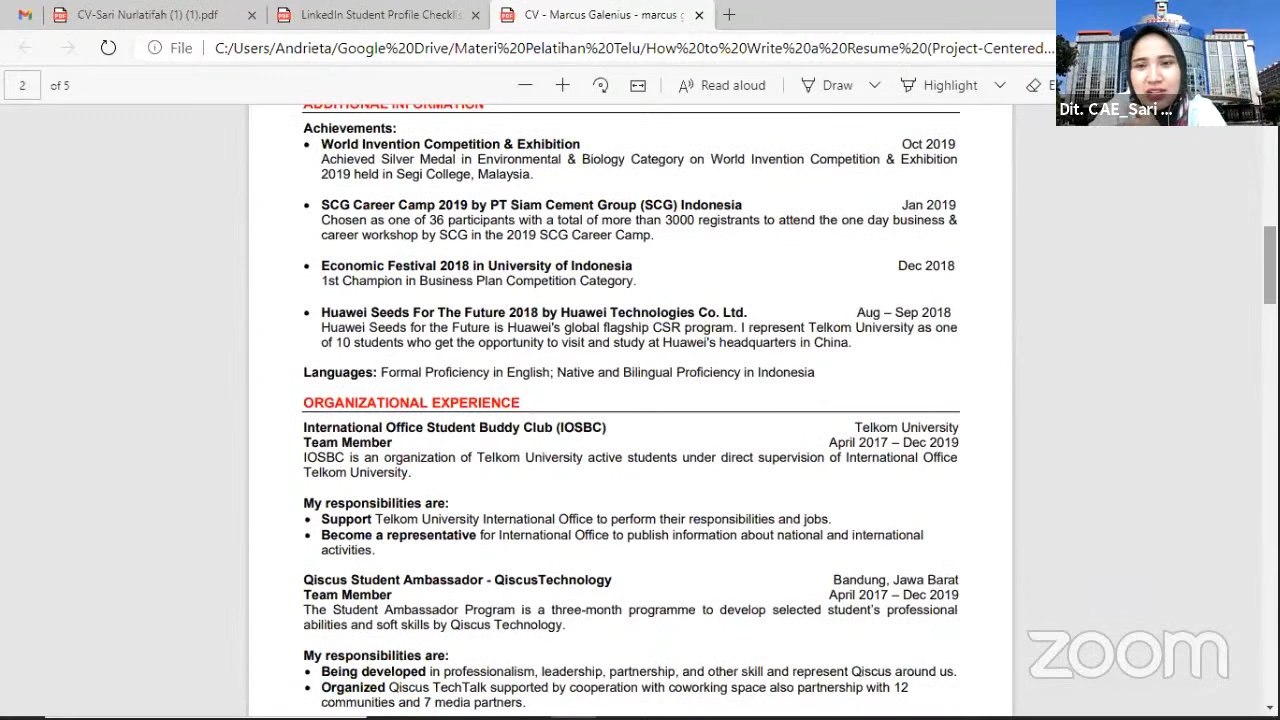 CV-Sari Nurlatifah (1) (1).pdf
LinkedIn Student Profile Checklis
CV - Marcus Galenius - marcus g
File
C:/Users/Andrieta/Google%20Drive/Materi%20Pelatihan%20Telu/How%20to%20Write%20a%20Resume%20(Project-Centered...
2 of 5
Read aloud
Draw
Highlight
E
Dit. CAE_Sari ...
ADDITIONAL INFORMATION
Achievements:
• World Invention Competition & Exhibition Oct 2019
Achieved Silver Medal in Environmental & Biology Category on World Invention Competition & Exhibition
2019 held in Segi College, Malaysia.
• SCG Career Camp 2019 by PT Siam Cement Group (SCG) Indonesia Jan 2019
Chosen as one of 36 participants with a total of more than 3000 registrants to attend the one day business &
career workshop by SCG in the 2019 SCG Career Camp.
• Economic Festival 2018 in University of Indonesia Dec 2018
1st Champion in Business Plan Competition Category.
• Huawei Seeds For The Future 2018 by Huawei Technologies Co. Ltd. Aug – Sep 2018
Huawei Seeds for the Future is Huawei's global flagship CSR program. I represent Telkom University as one
of 10 students who get the opportunity to visit and study at Huawei's headquarters in China.
Languages: Formal Proficiency in English; Native and Bilingual Proficiency in Indonesia
ORGANIZATIONAL EXPERIENCE
International Office Student Buddy Club (IOSBC) Telkom University
Team Member April 2017 – Dec 2019
IOSBC is an organization of Telkom University active students under direct supervision of International Office
Telkom University.
My responsibilities are:
• Support Telkom University International Office to perform their responsibilities and jobs.
• Become a representative for International Office to publish information about national and international
activities.
Qiscus Student Ambassador - QiscusTechnology Bandung, Jawa Barat
Team Member April 2017 – Dec 2019
The Student Ambassador Program is a three-month programme to develop selected student's professional
abilities and soft skills by Qiscus Technology.
My responsibilities are:
• Being developed in professionalism, leadership, partnership, and other skill and represent Qiscus around us.
• Organized Qiscus TechTalk supported by cooperation with coworking space also partnership with 12
communities and 7 media partners.
zoom